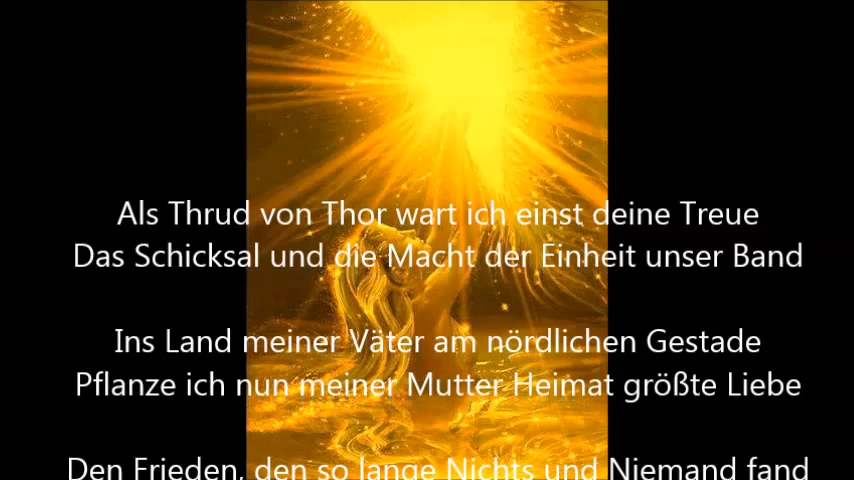 Als Thrud von Thor wart ich einst deine Treue
Das Schicksal und die Macht der Einheit unser Band
Ins Land meiner Väter am nördlichen Gestade
Pflanze ich nun meiner Mutter Heimat größte Liebe
Den Frieden, den so lange Nichts und Niemand fand